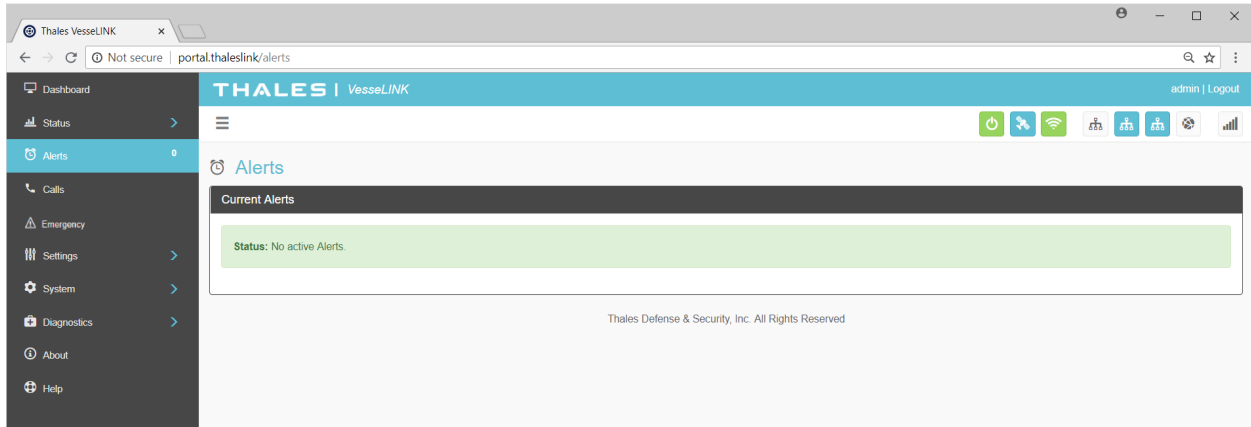 Thales VesseLINK
Not secure | portal.thaleslink/alerts
Dashboard
THALES | VesseLINK
admin | Logout
Status
Alerts 0
Alerts
Calls
Current Alerts
Emergency
Status: No active Alerts.
Settings
System
Thales Defense & Security, Inc. All Rights Reserved
Diagnostics
About
Help